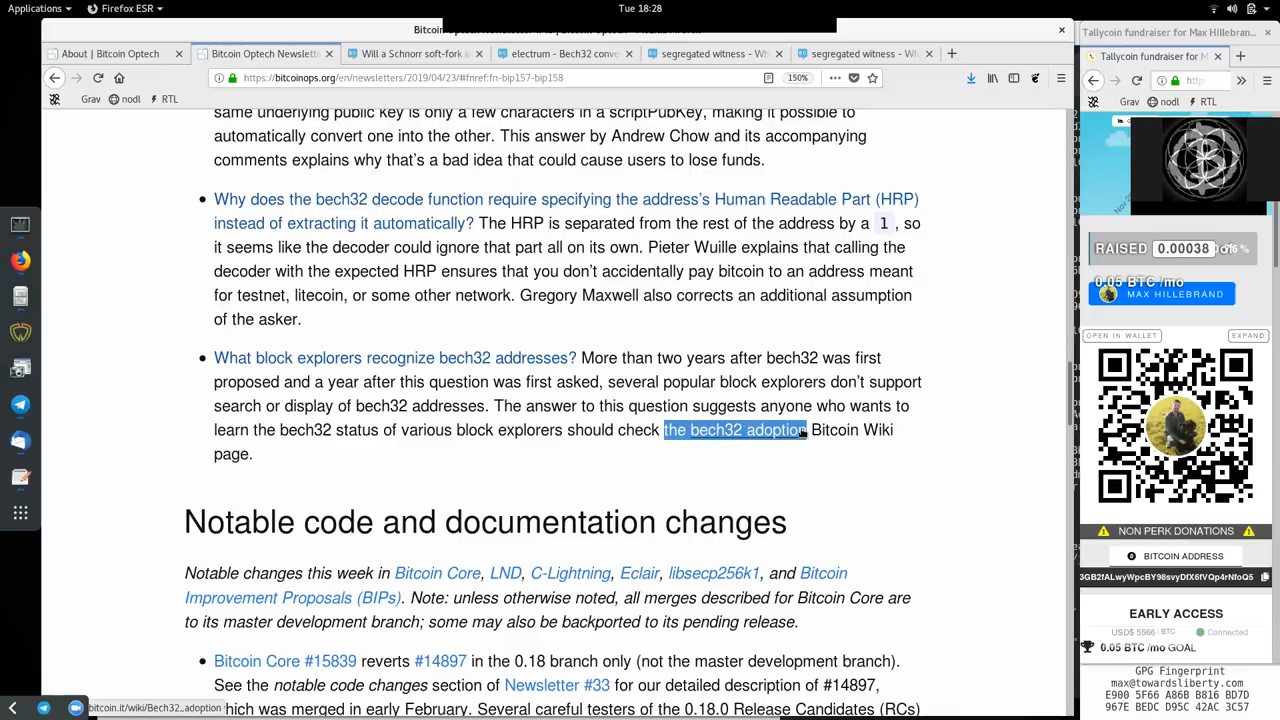 Applications
Firefox ESR
Tue 18:28
About | Bitcoin Optech
Bitcoin Optech Newslette
Will a Schnorr soft-fork i
electrum - Bech32 conve
segregated witness - Wh
segregated witness - Wh
https://bitcoinops.org/en/newsletters/2019/04/23/#fnref:fn-bip157-bip158
150%
Grav
nodl
RTL
same underlying public key is only a few characters in a scriptPubKey, making it possible to
automatically convert one into the other. This answer by Andrew Chow and its accompanying
comments explains why that's a bad idea that could cause users to lose funds.
Why does the bech32 decode function require specifying the address's Human Readable Part (HRP)
instead of extracting it automatically? The HRP is separated from the rest of the address by a 1 , so
it seems like the decoder could ignore that part all on its own. Pieter Wuille explains that calling the
decoder with the expected HRP ensures that you don't accidentally pay bitcoin to an address meant
for testnet, litecoin, or some other network. Gregory Maxwell also corrects an additional assumption
of the asker.
What block explorers recognize bech32 addresses? More than two years after bech32 was first
proposed and a year after this question was first asked, several popular block explorers don't support
search or display of bech32 addresses. The answer to this question suggests anyone who wants to
learn the bech32 status of various block explorers should check the bech32 adoption Bitcoin Wiki
page.
Notable code and documentation changes
Notable changes this week in Bitcoin Core, LND, C-Lightning, Eclair, libsecp256k1, and Bitcoin
Improvement Proposals (BIPs). Note: unless otherwise noted, all merges described for Bitcoin Core are
to its master development branch; some may also be backported to its pending release.
Bitcoin Core #15839 reverts #14897 in the 0.18 branch only (not the master development branch).
See the notable code changes section of Newsletter #33 for our detailed description of #14897,
which was merged in early February. Several careful testers of the 0.18.0 Release Candidates (RCs)
bitcoin.it/wiki/Bech32_adoption
Tallycoin fundraiser for Max Hillebran...
Tallycoin fundraiser for M
Grav
nodl
RTL
RAISED
0.00038
0.05 BTC /mo
MAX HILLEBRAND
OPEN IN WALLET
EXPAND
NON PERK DONATIONS
BITCOIN ADDRESS
3GB2fALwyWpcBY98svyDfX6fVQp4rNfoQ5
EARLY ACCESS
USD$ 5566 / BTC
Connected
0.05 BTC /mo GOAL
GPG Fingerprint
max@towardsliberty.com
E900 5F66 A86B B816 BD7D
967E BEDC D95C 42AC 3C57